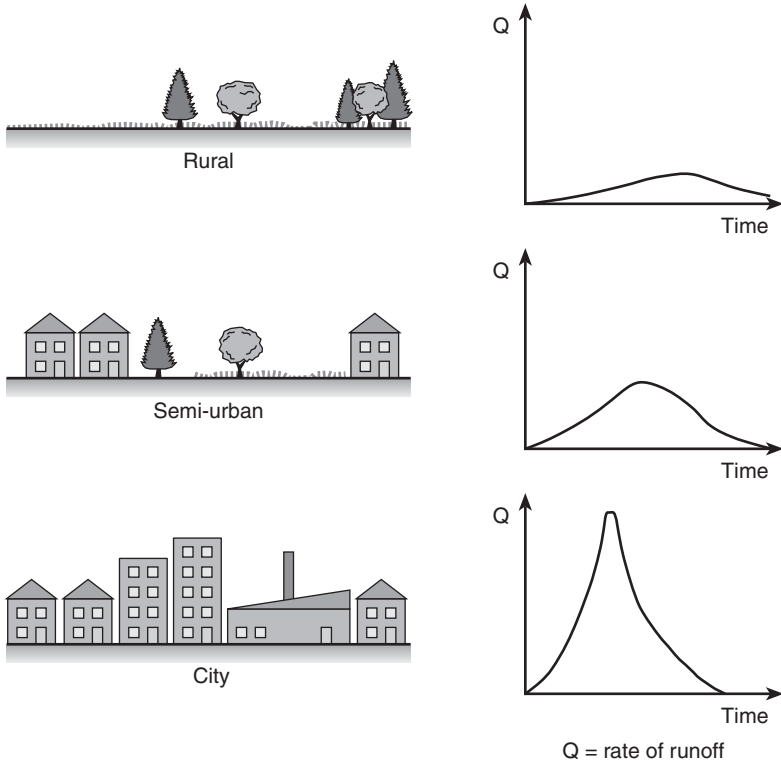 Q
Rural
Time
Q
Semi-urban
Time
Q
City
Time
Q = rate of runoff